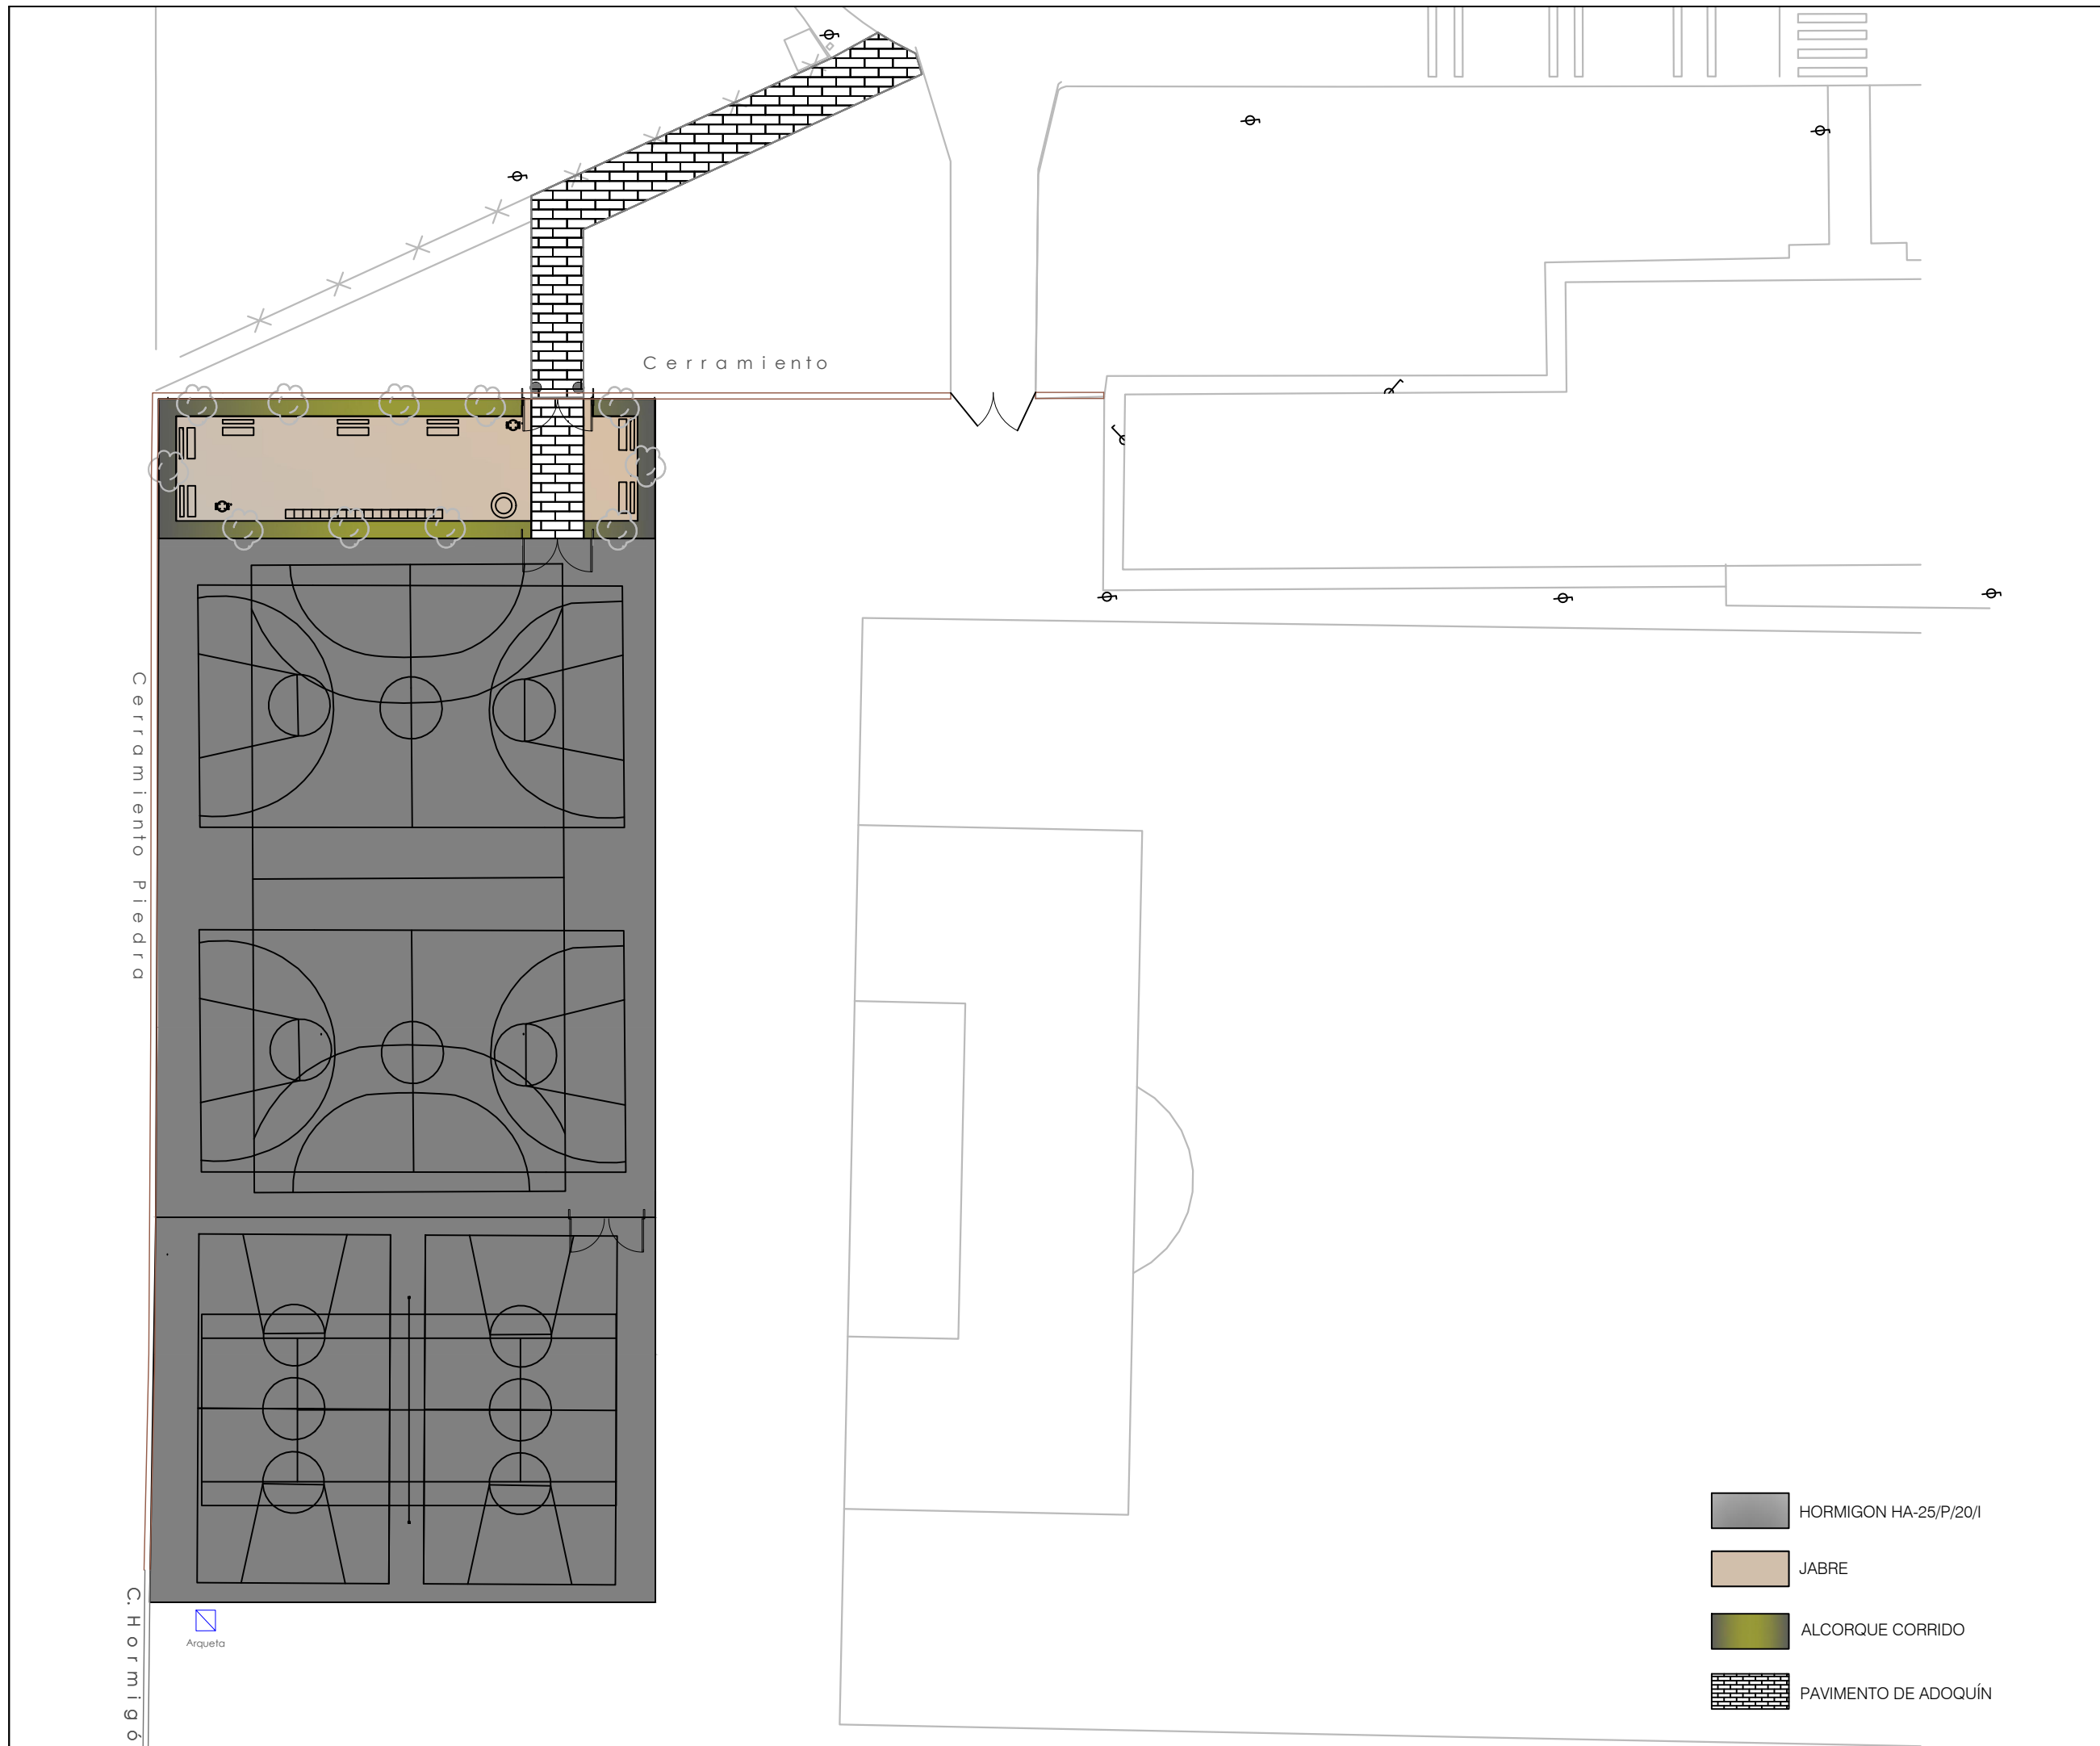 Cerramiento
Cerramiento Piedra
C. Hormigó
Arqueta
HORMIGON HA-25/P/20/I
JABRE
ALCORQUE CORRIDO
PAVIMENTO DE ADOQUÍN